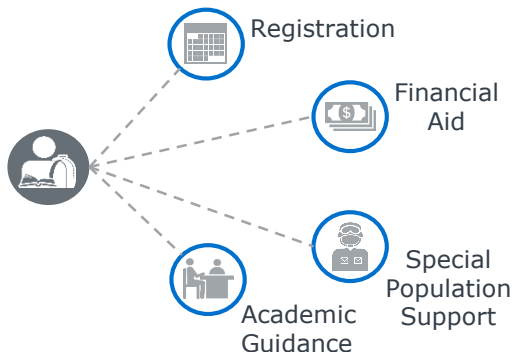 Registration
Financial
Aid
Special
Population
Support
Academic
Guidance